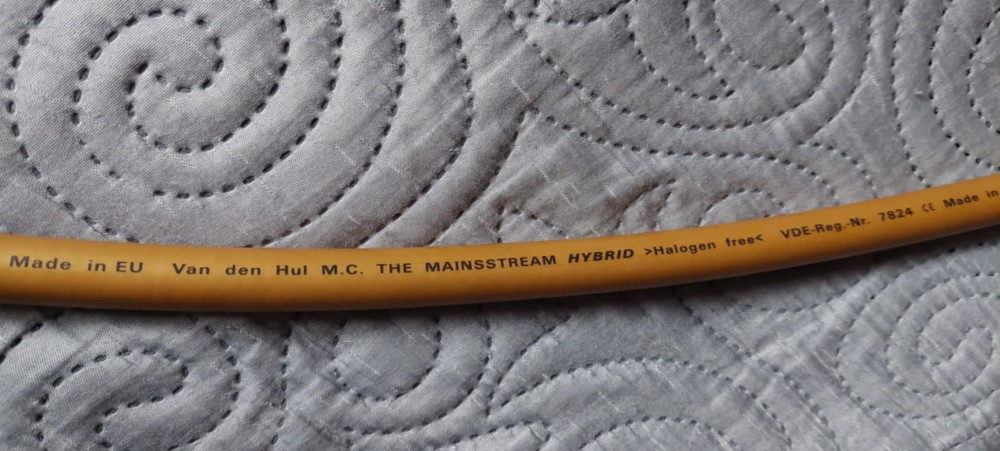 Made in EU Van den Hul M.C. THE MAINSSTREAM HYBRID >Halogen free< VDE-Reg.-Nr. 7824 CE Made in